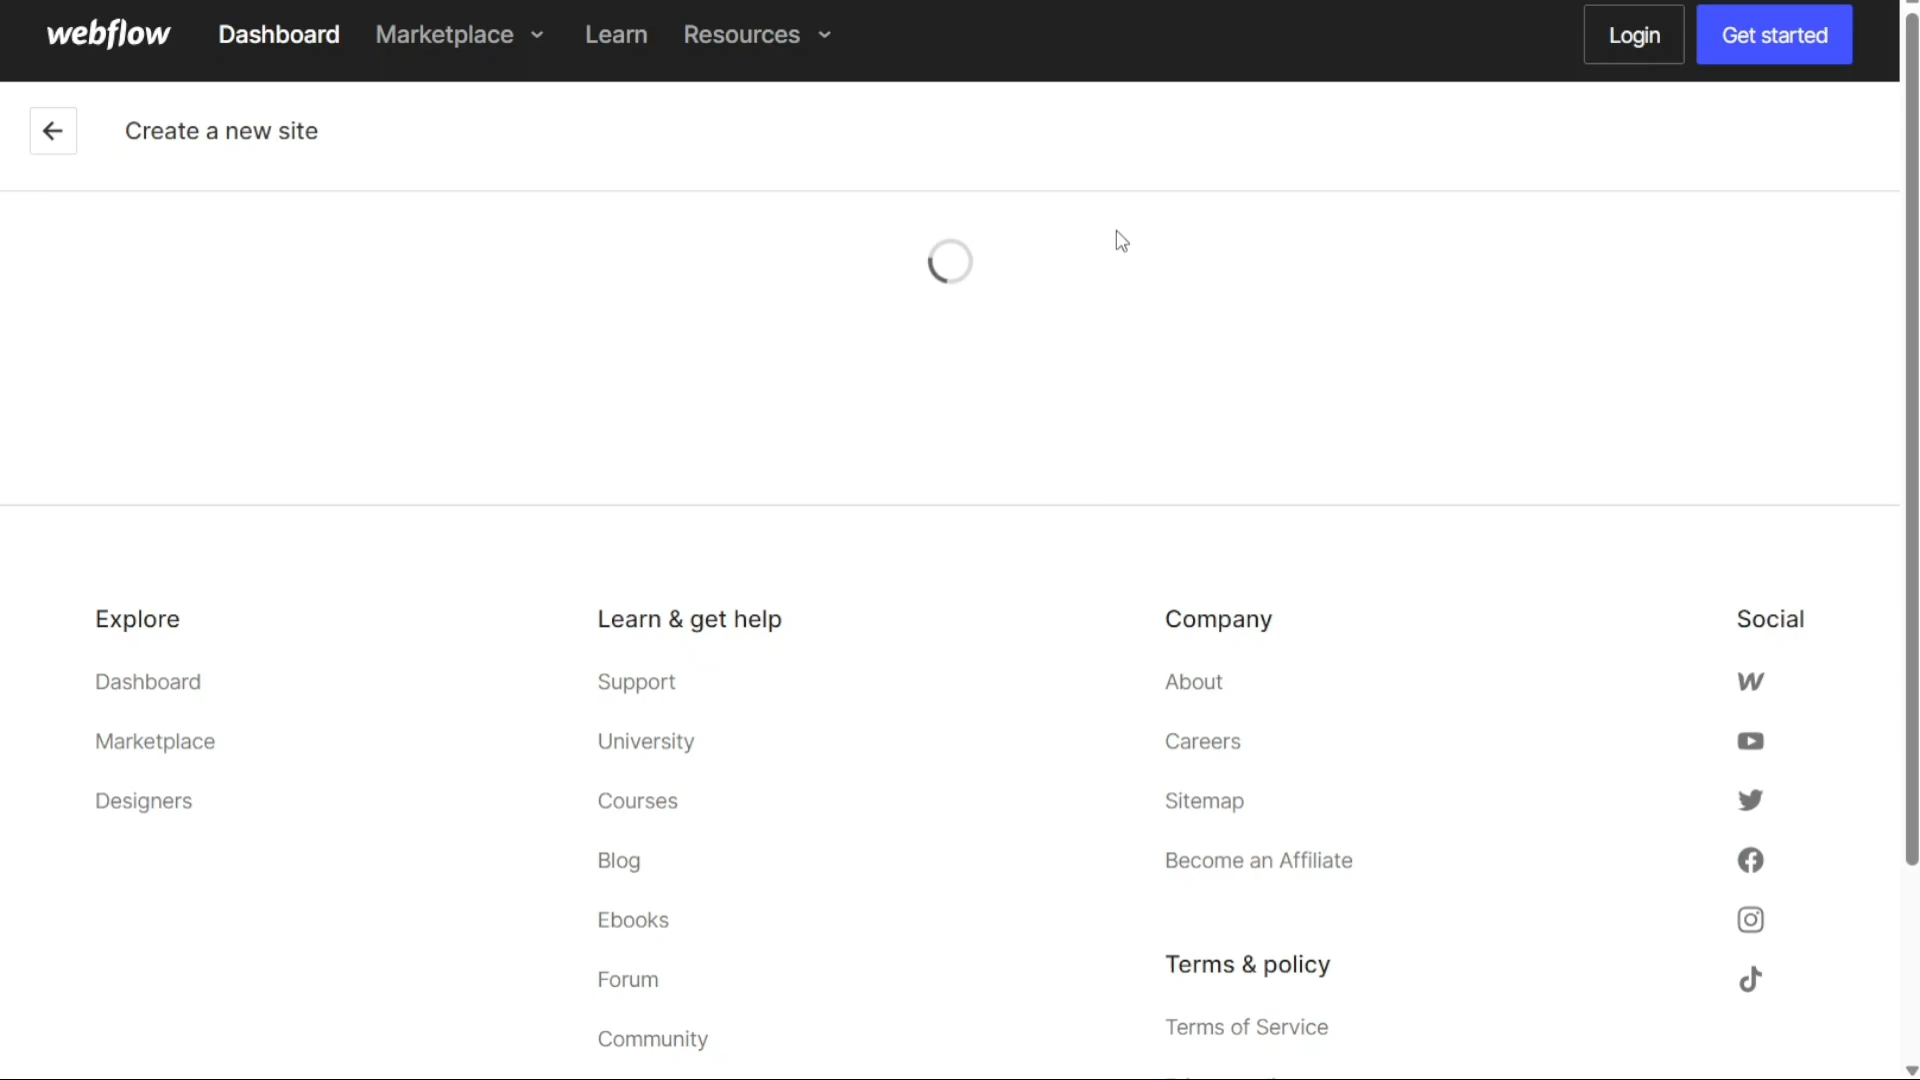 webflow Dashboard Marketplace Learn Resources Login Get started
Create a new site
Explore
Dashboard
Marketplace
Designers
Learn & get help
Support
University
Courses
Blog
Ebooks
Forum
Community
Company
About
Careers
Sitemap
Become an Affiliate
Terms & policy
Terms of Service
Social